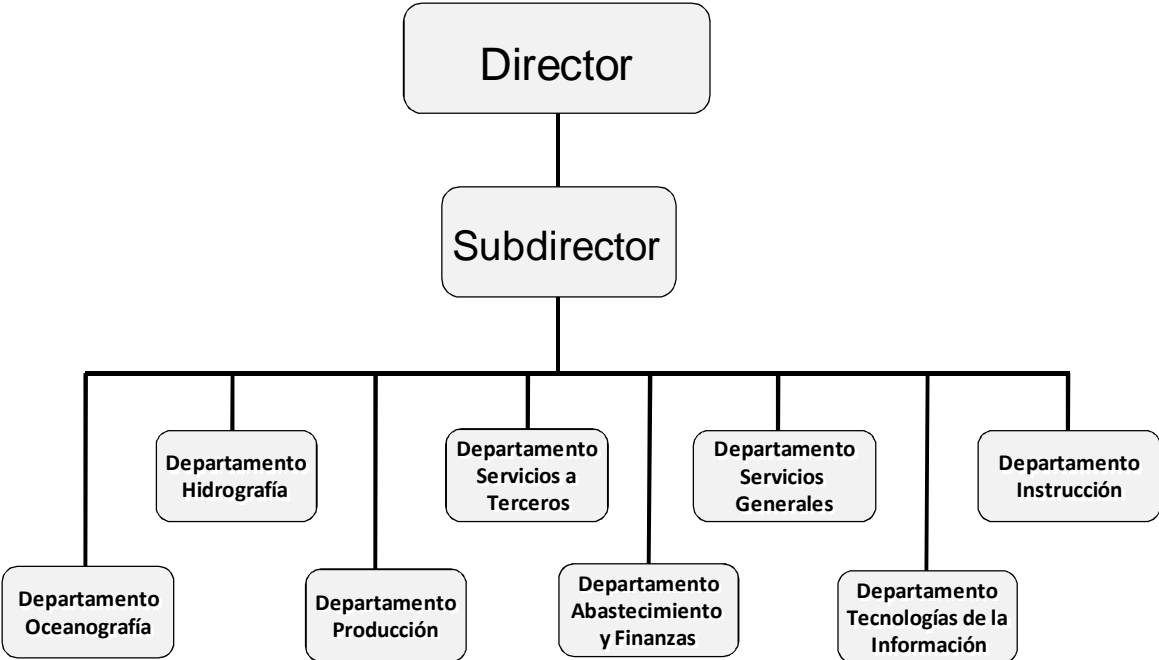 Director
Subdirector
Departamento
Hidrografía
Departamento
Servicios a
Terceros
Departamento
Servicios
Generales
Departamento
Instrucción
Departamento
Oceanografía
Departamento
Producción
Departamento
Abastecimiento
y Finanzas
Departamento
Tecnologías de la
Información